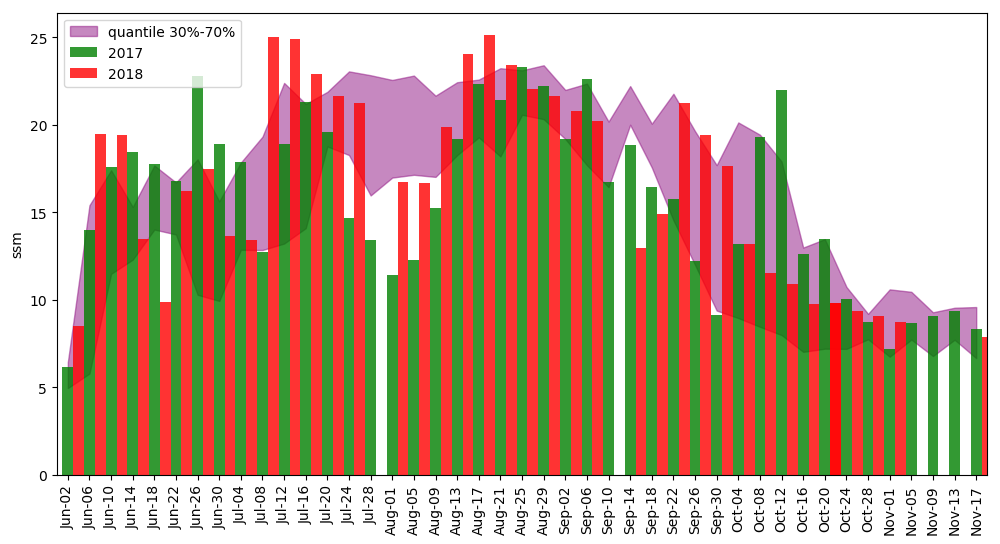 quantile 30%-70%
2017
2018
ssm
25
20
15
10
5
0
Jun-02
Jun-06
Jun-10
Jun-14
Jun-18
Jun-22
Jun-26
Jun-30
Jul-04
Jul-08
Jul-12
Jul-16
Jul-20
Jul-24
Jul-28
Aug-01
Aug-05
Aug-09
Aug-13
Aug-17
Aug-21
Aug-25
Aug-29
Sep-02
Sep-06
Sep-10
Sep-14
Sep-18
Sep-22
Sep-26
Sep-30
Oct-04
Oct-08
Oct-12
Oct-16
Oct-20
Oct-24
Oct-28
Nov-01
Nov-05
Nov-09
Nov-13
Nov-17